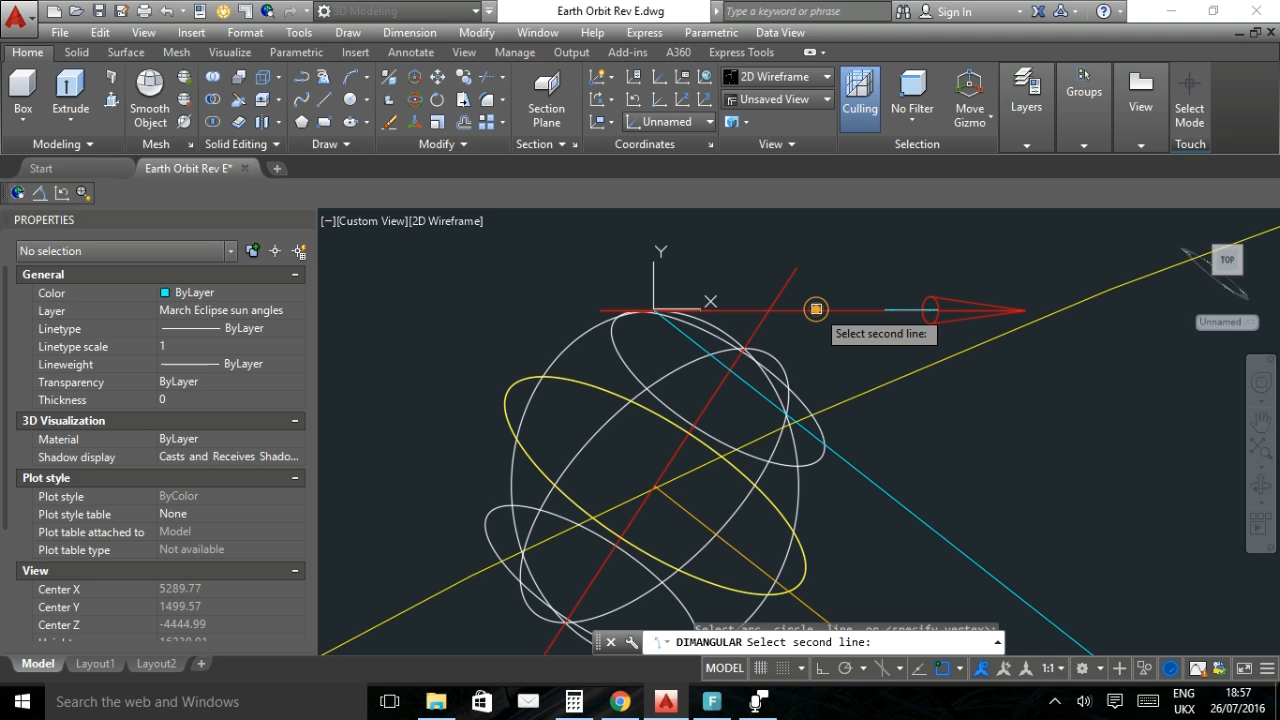 3D Modeling
Earth Orbit Rev E.dwg
Type a keyword or phrase
Sign In
File Edit View Insert Format Tools Draw Dimension Modify Window Help Express Parametric Data View
Home Solid Surface Mesh Visualize Parametric Insert Annotate View Manage Output Add-ins A360 Express Tools
Box
Extrude
Smooth
Object
Section
Plane
Unnamed
2D Wireframe
Unsaved View
Culling
No Filter
Move
Gizmo
Layers
Groups
View
Select
Mode
Modeling
Mesh
Solid Editing
Draw
Modify
Section
Coordinates
View
Selection
Touch
Start
Earth Orbit Rev E*
PROPERTIES
No selection
General
Color ByLayer
Layer March Eclipse sun angles
Linetype ByLayer
Linetype scale 1
Lineweight ByLayer
Transparency ByLayer
Thickness 0
3D Visualization
Material ByLayer
Shadow display Casts and Receives Shado...
Plot style
Plot style ByColor
Plot style table None
Plot table attached to Model
Plot table type Not available
View
Center X 5289.77
Center Y 1499.57
Center Z -4444.99
[−][Custom View][2D Wireframe]
Y
X
TOP
Unnamed
Select second line:
Select arc, circle, line, or <specify vertex>:
DIMANGULAR Select second line:
Model Layout1 Layout2 +
MODEL
1:1
Search the web and Windows
F
ENG
UKX
18:57
26/07/2016